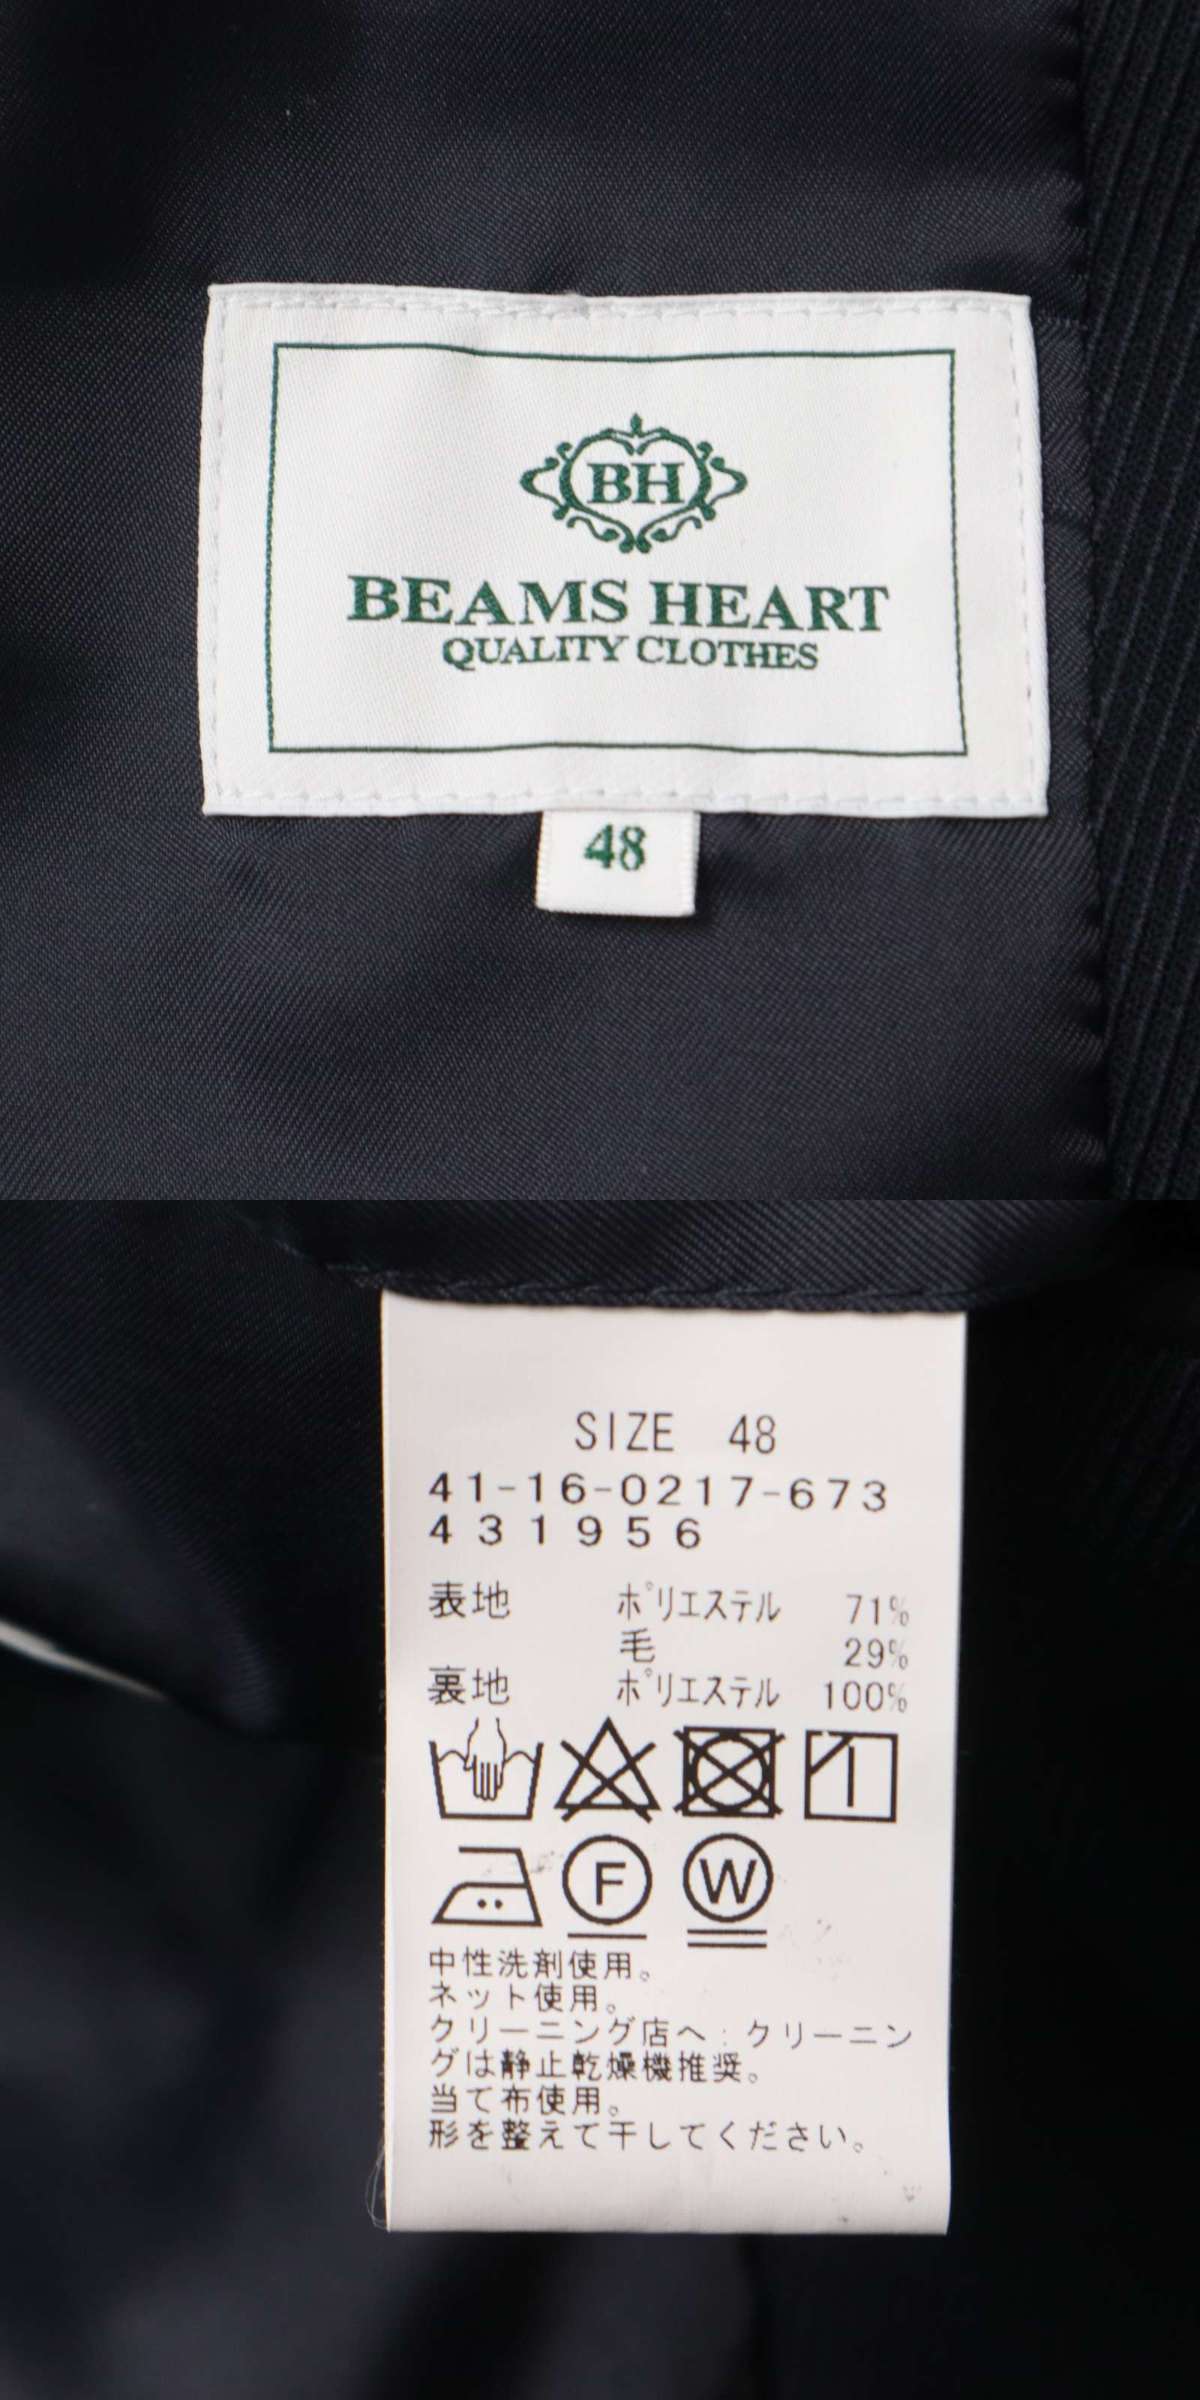 BH
BEAMS HEART
QUALITY CLOTHES
48
SIZE 48
41-16-0217-673
431956
表地 ポリエステル 71%
毛 29%
裏地 ポリエステル 100%
F W
中性洗剤使用。
ネット使用。
クリーニング店へ:クリーニン
グは静止乾燥機推奨。
当て布使用。
形を整えて干してください。